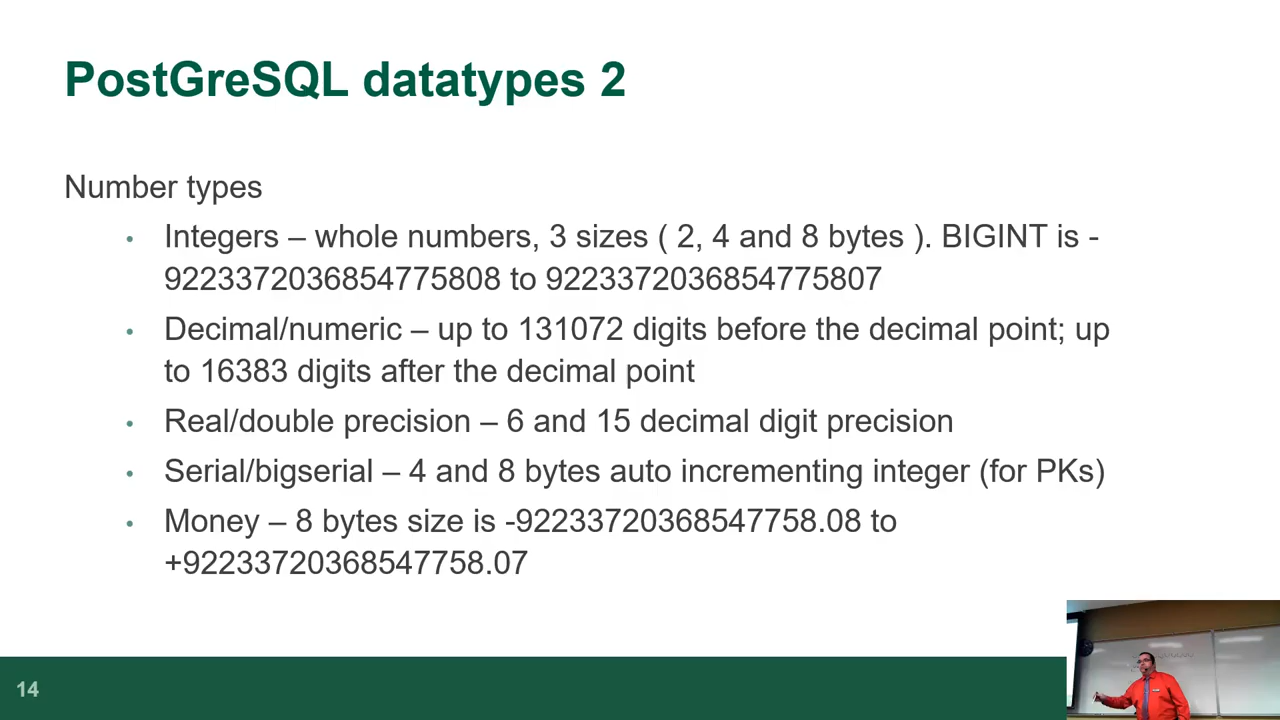 PostGreSQL datatypes 2
Number types
• Integers – whole numbers, 3 sizes ( 2, 4 and 8 bytes ). BIGINT is -
9223372036854775808 to 9223372036854775807
• Decimal/numeric – up to 131072 digits before the decimal point; up
to 16383 digits after the decimal point
• Real/double precision – 6 and 15 decimal digit precision
• Serial/bigserial – 4 and 8 bytes auto incrementing integer (for PKs)
• Money – 8 bytes size is -92233720368547758.08 to
+92233720368547758.07
14